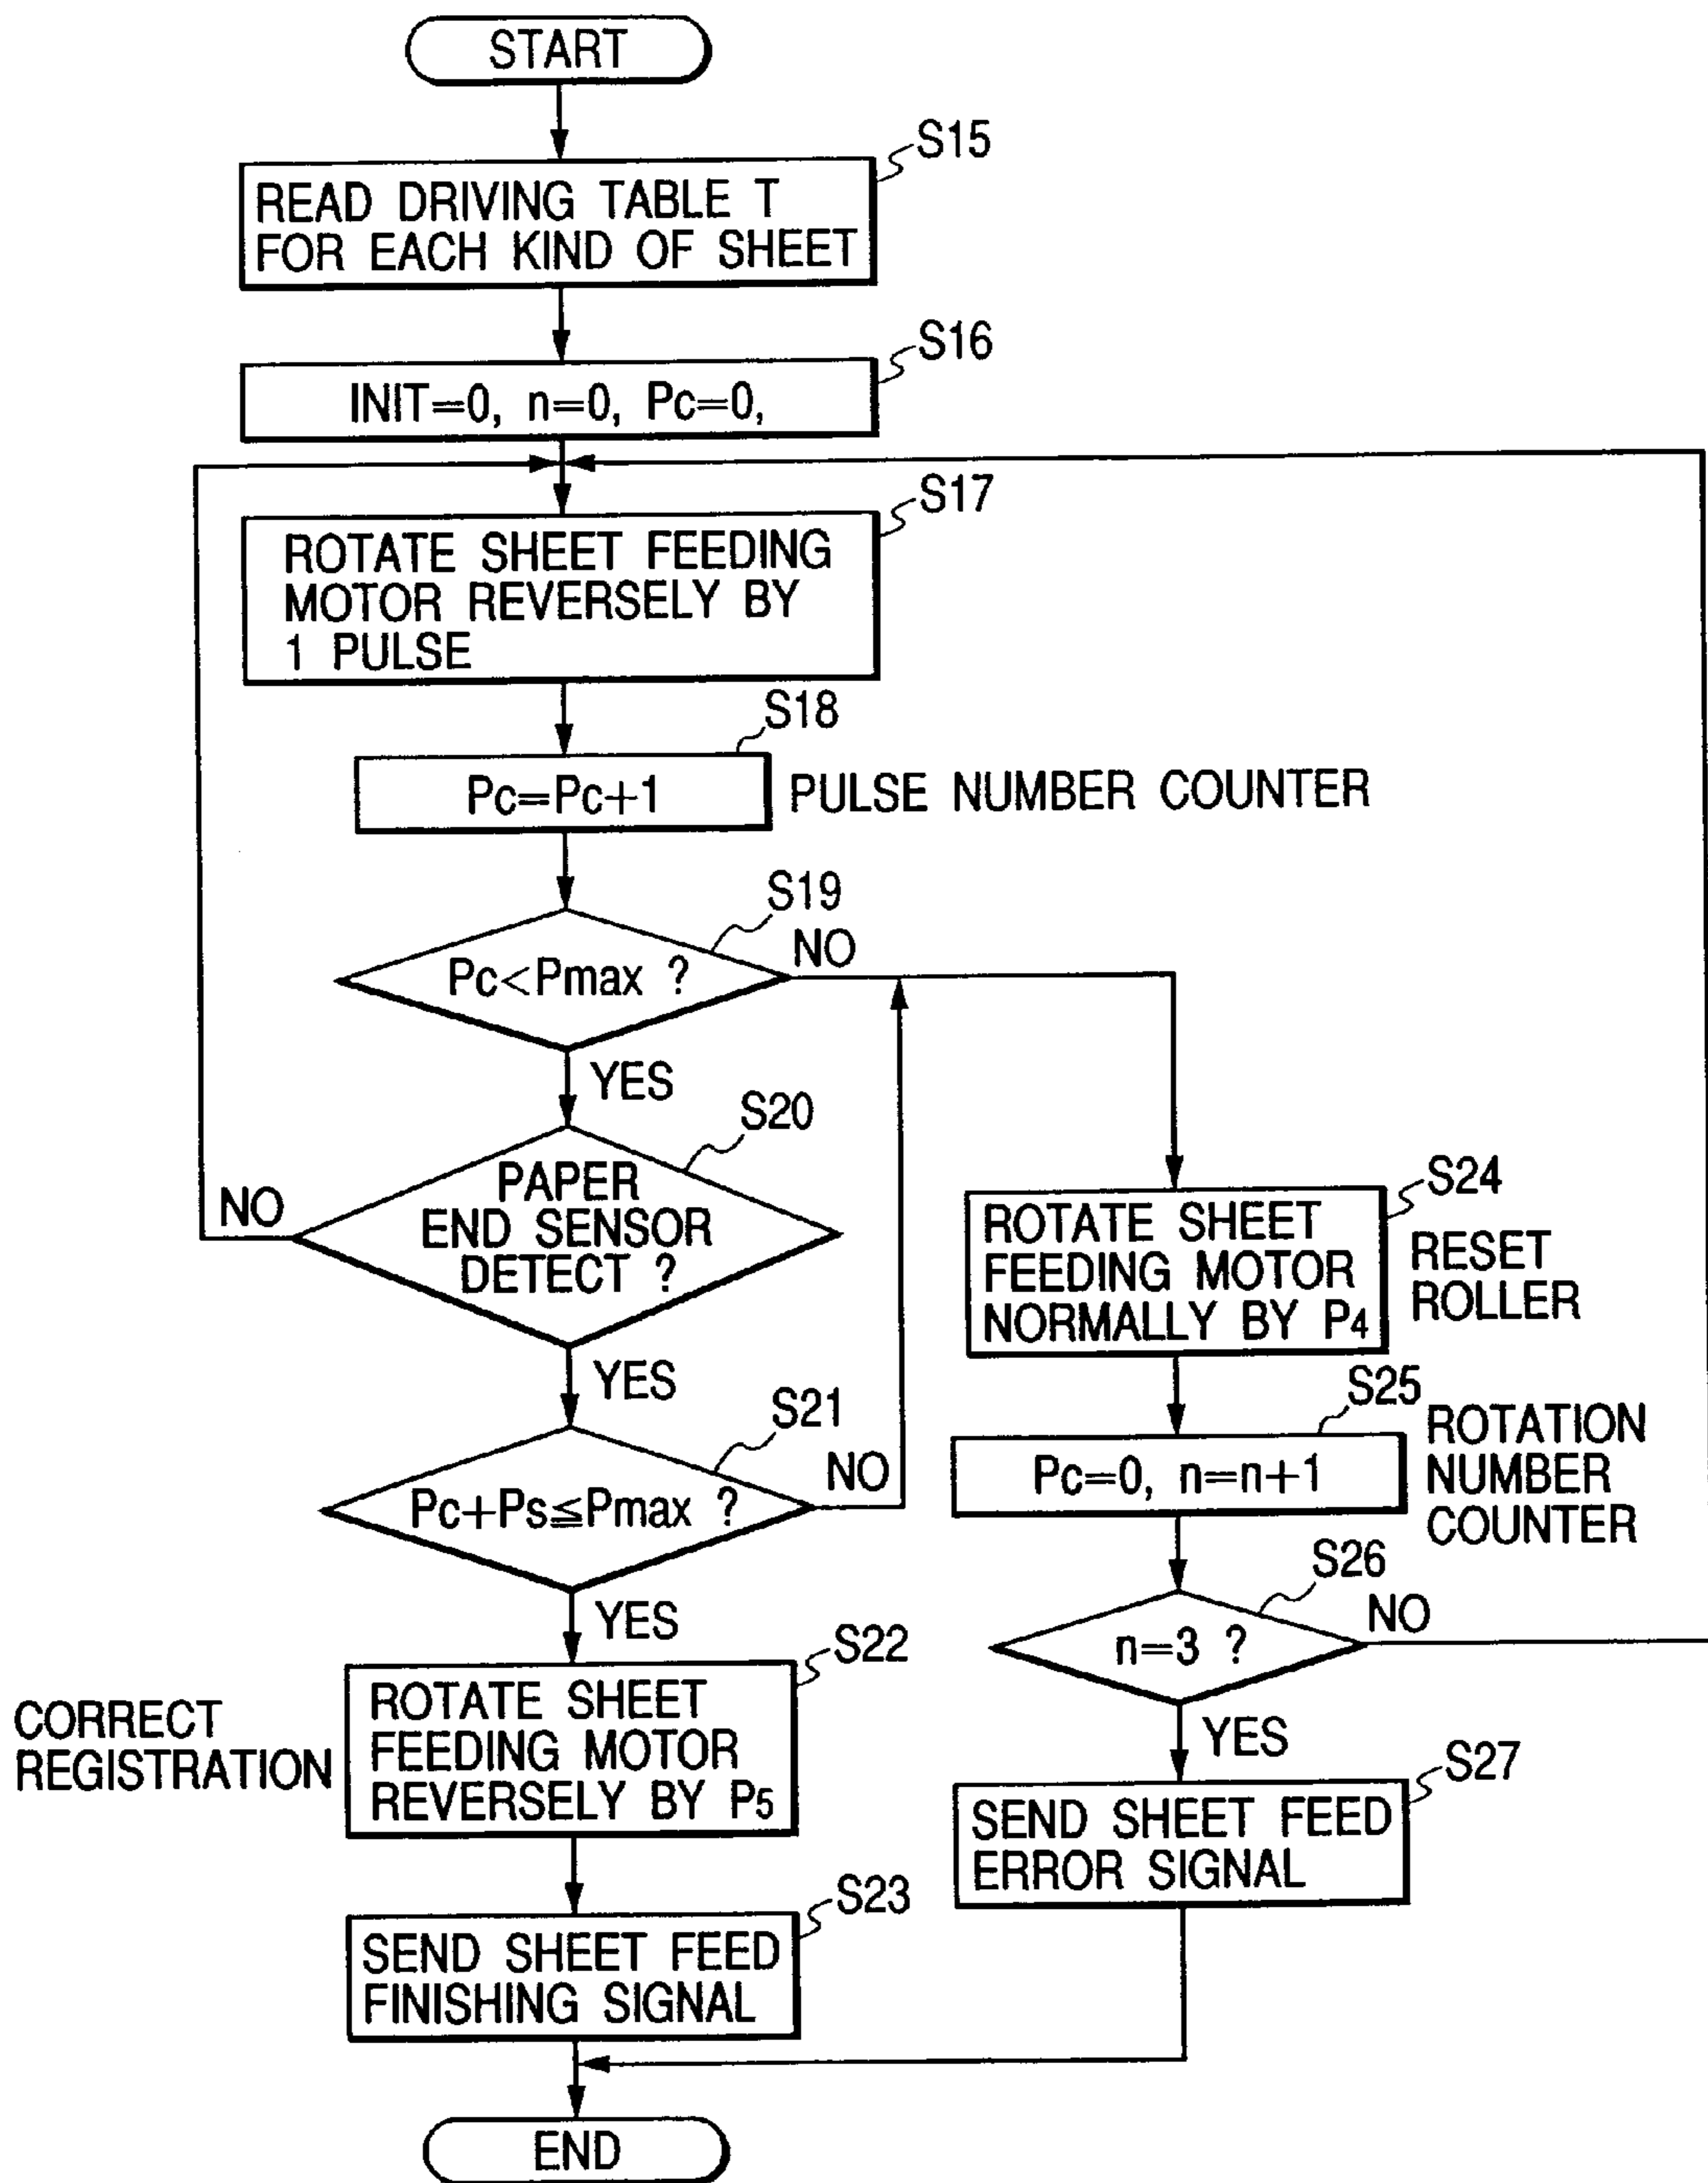 START
S15
READ DRIVING TABLE T
FOR EACH KIND OF SHEET
S16
INIT=0, n=0, Pc=0,
S17
ROTATE SHEET FEEDING
MOTOR REVERSELY BY
1 PULSE
S18
Pc=Pc+1
PULSE NUMBER COUNTER
S19
Pc<Pmax ?
NO
YES
S20
PAPER
END SENSOR
DETECT ?
NO
YES
S21
Pc+Ps≦Pmax ?
NO
YES
S22
CORRECT
REGISTRATION
ROTATE SHEET
FEEDING MOTOR
REVERSELY BY P5
S23
SEND SHEET FEED
FINISHING SIGNAL
S24
ROTATE SHEET
FEEDING MOTOR
NORMALLY BY P4
RESET
ROLLER
S25
Pc=0, n=n+1
ROTATION
NUMBER
COUNTER
S26
n=3 ?
NO
YES
S27
SEND SHEET FEED
ERROR SIGNAL
END